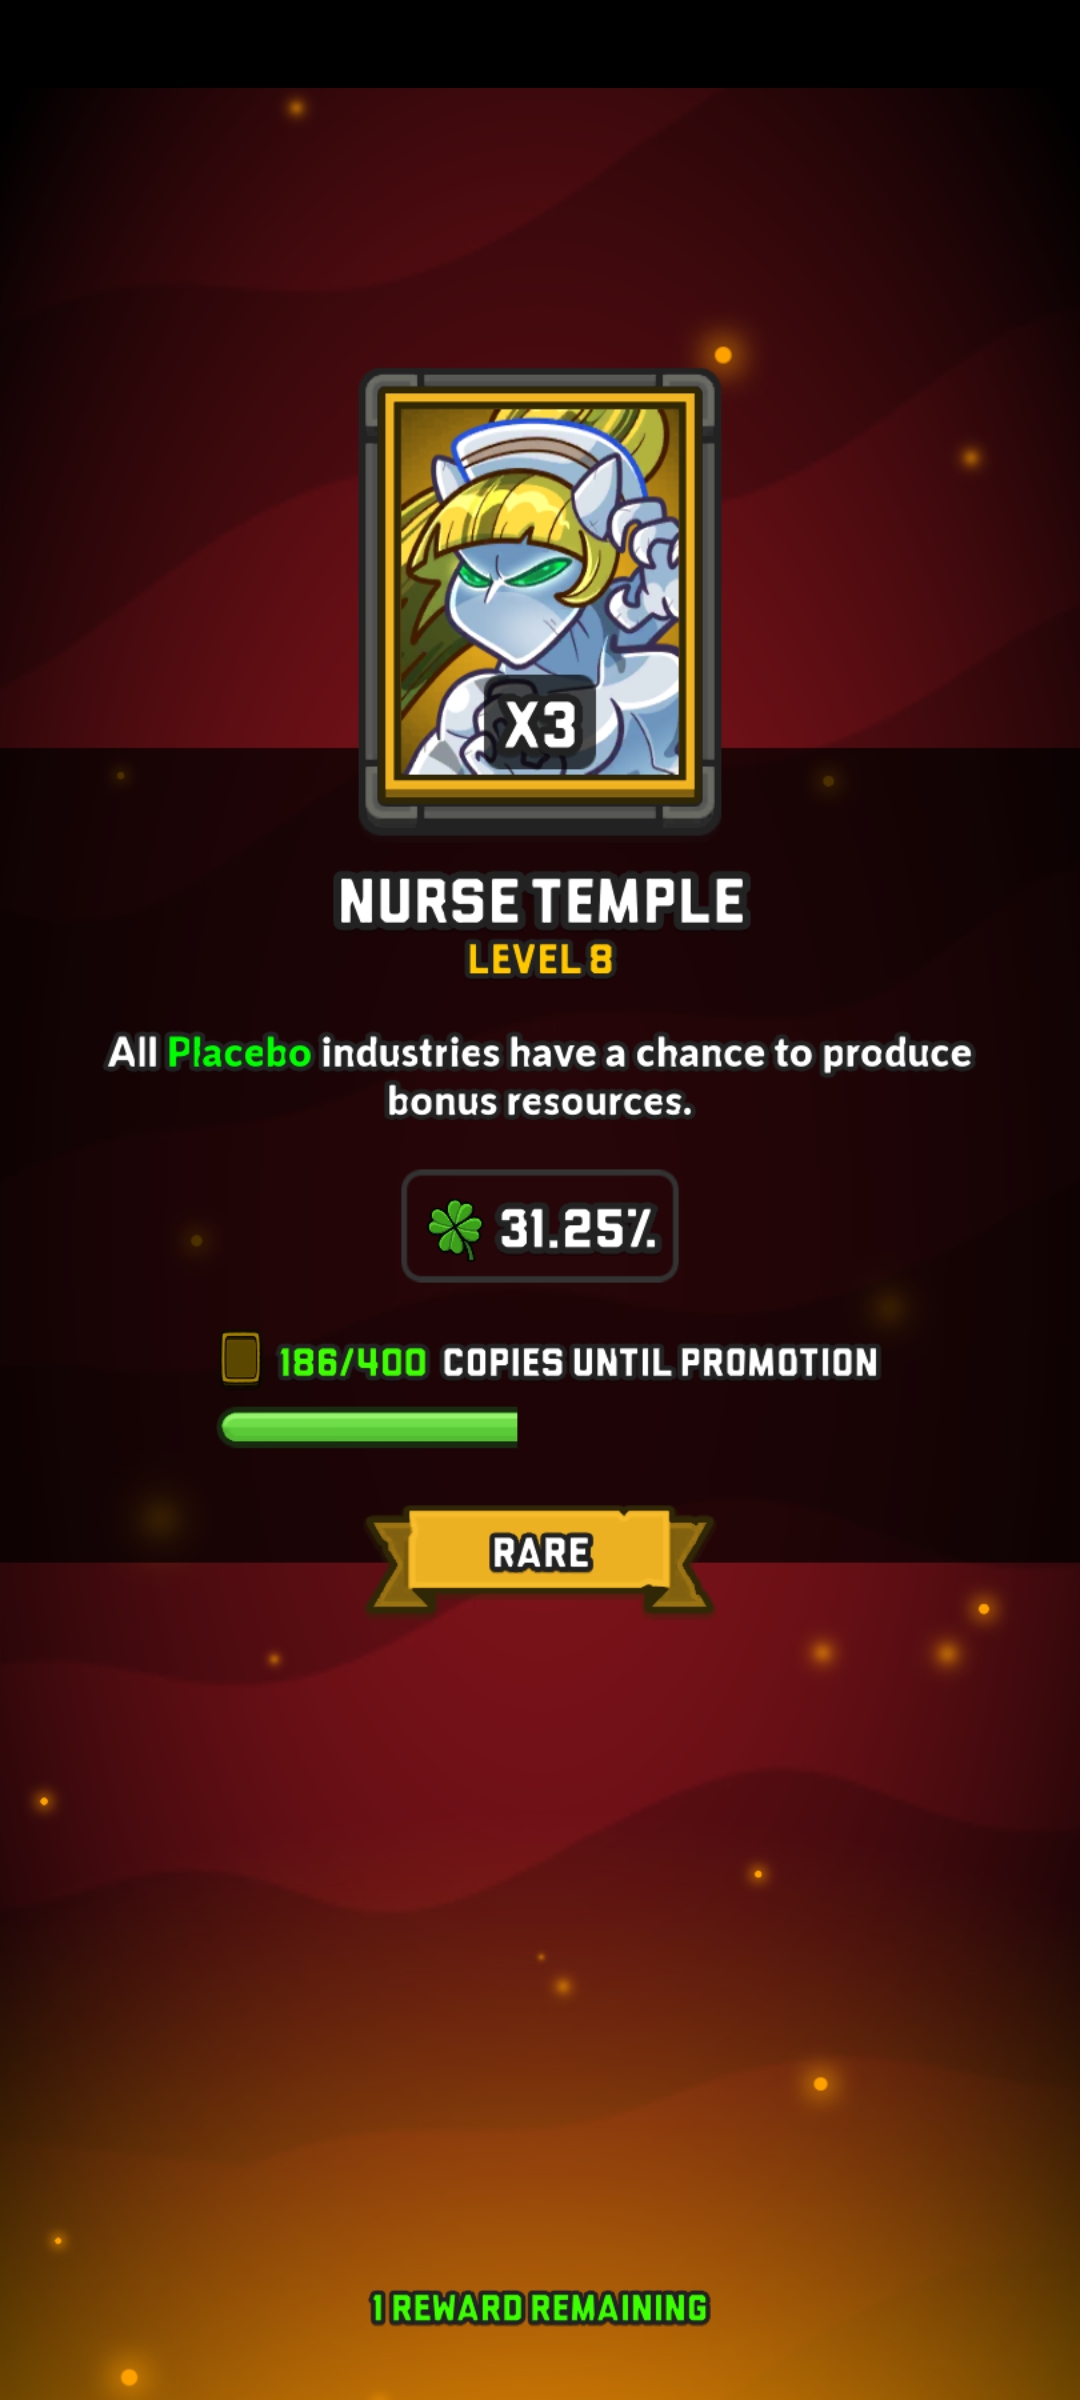 X3
NURSE TEMPLE
LEVEL 8
All Placebo industries have a chance to produce
bonus resources.
31.25%
186/400 COPIES UNTIL PROMOTION
RARE
1 REWARD REMAINING